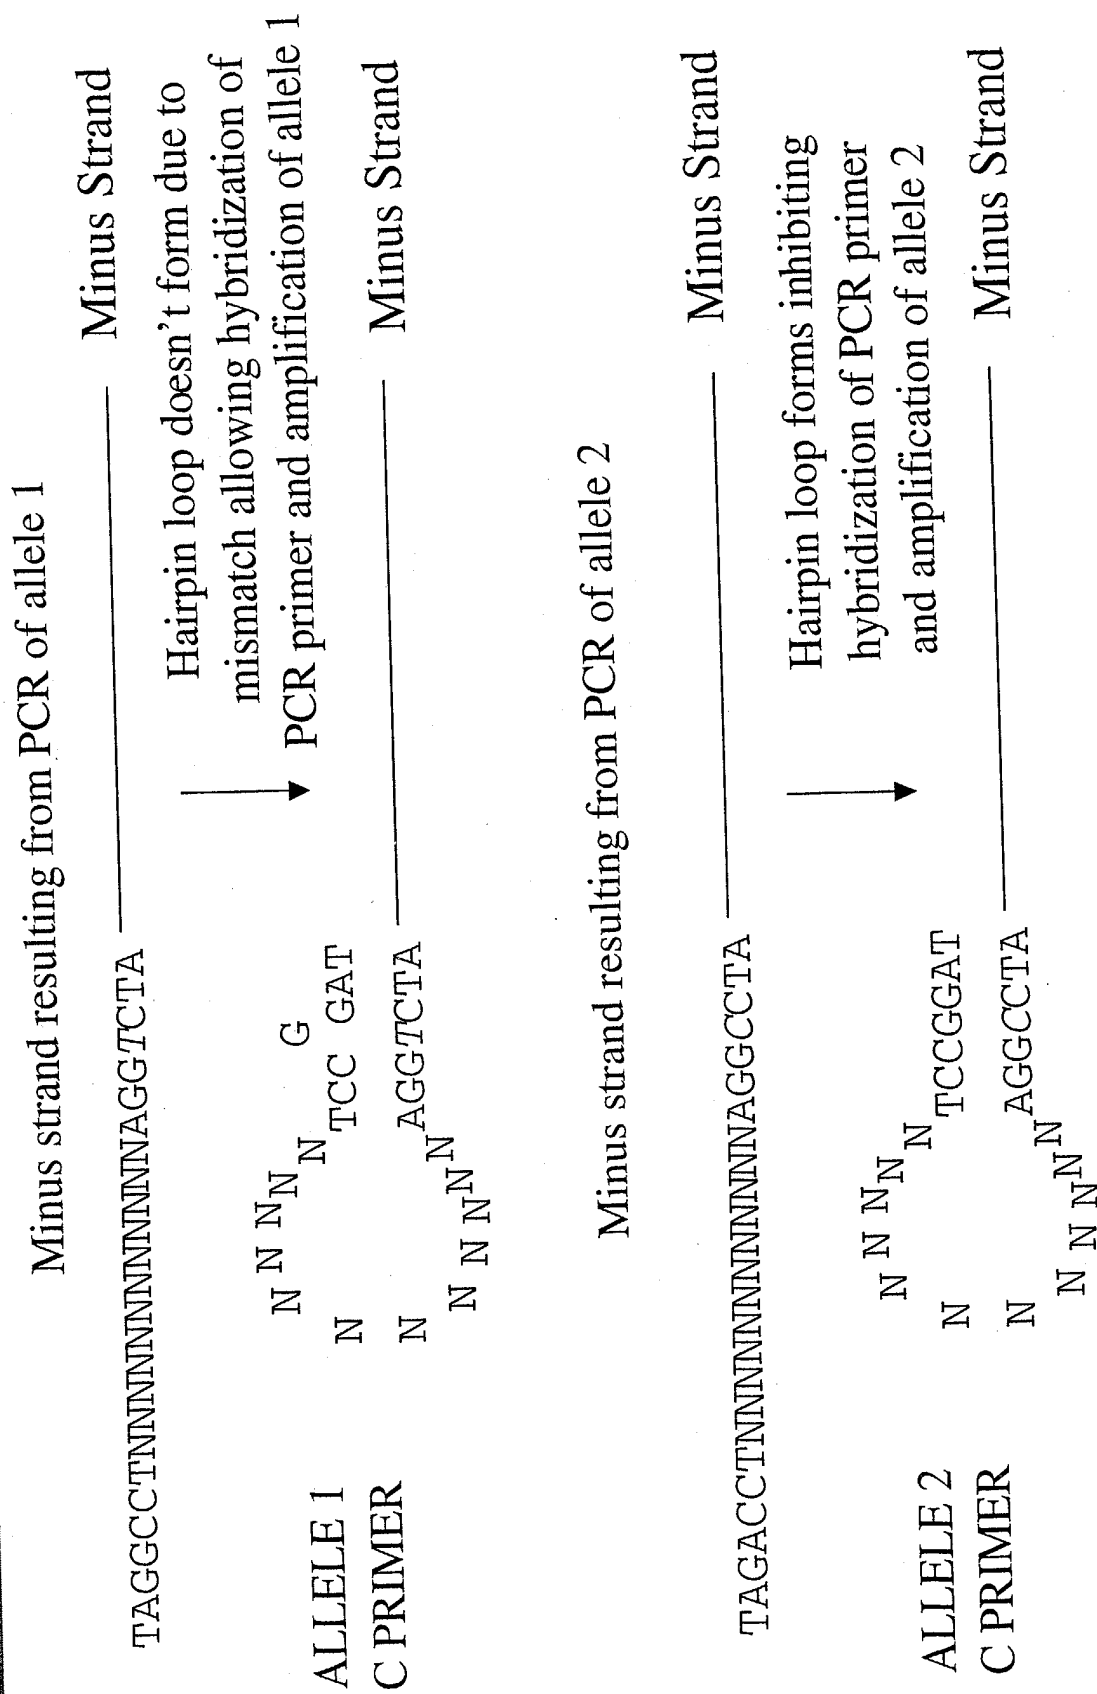 Minus strand resulting from PCR of allele 1
TAGGCCTNNNNNNNNNNNNAGGTCTA
Minus Strand
Hairpin loop doesn't form due to
mismatch allowing hybridization of
PCR primer and amplification of allele 1
ALLELE 1
C PRIMER
N N N N N
G
TCC GAT
N
N
N N N N N
AGGTCTA
Minus Strand
Minus strand resulting from PCR of allele 2
TAGACCTNNNNNNNNNNNNAGGCCTA
Minus Strand
Hairpin loop forms inhibiting
hybridization of PCR primer
and amplification of allele 2
ALLELE 2
C PRIMER
N N N N N
TCCGGAT
N
N
N N N N N
AGGCCTA
Minus Strand